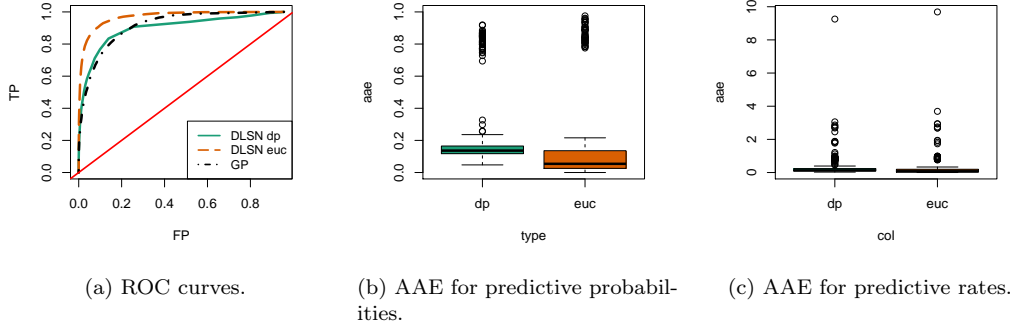 TP
0.0 0.2 0.4 0.6 0.8 1.0
DLSN dp
DLSN euc
GP
0.0 0.2 0.4 0.6 0.8
FP
(a) ROC curves.
aae
0.0 0.2 0.4 0.6 0.8 1.0
dp euc
type
(b) AAE for predictive probabil-
ities.
aae
0 2 4 6 8 10
dp euc
col
(c) AAE for predictive rates.